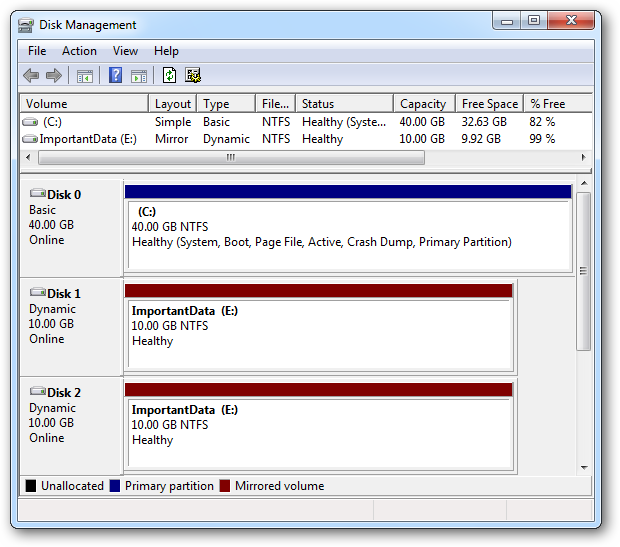 Disk Management
File Action View Help
Volume Layout Type File... Status Capacity Free Space % Free
(C:) Simple Basic NTFS Healthy (Syste... 40.00 GB 32.63 GB 82 %
ImportantData (E:) Mirror Dynamic NTFS Healthy 10.00 GB 9.92 GB 99 %
Disk 0
Basic
40.00 GB
Online
(C:)
40.00 GB NTFS
Healthy (System, Boot, Page File, Active, Crash Dump, Primary Partition)
Disk 1
Dynamic
10.00 GB
Online
ImportantData (E:)
10.00 GB NTFS
Healthy
Disk 2
Dynamic
10.00 GB
Online
ImportantData (E:)
10.00 GB NTFS
Healthy
Unallocated Primary partition Mirrored volume